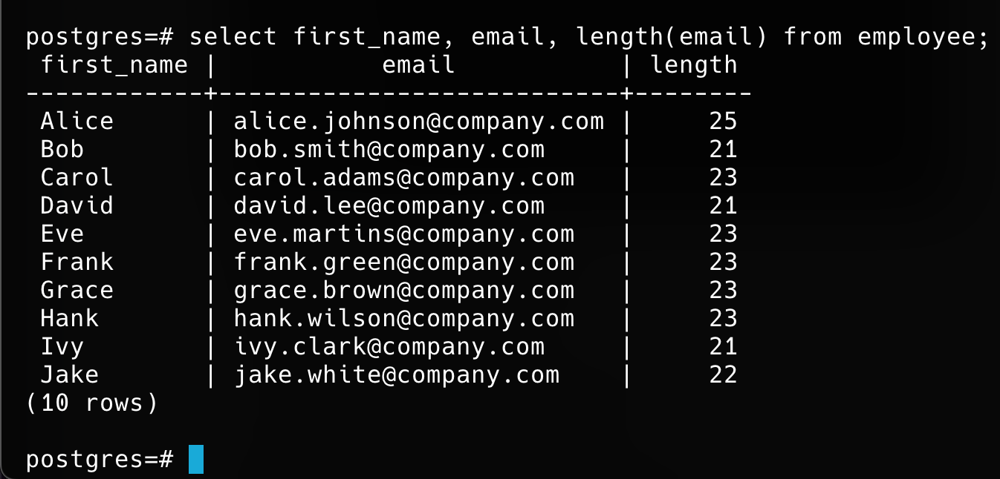 postgres=# select first_name, email, length(email) from employee;
 first_name |           email           | length
------------+---------------------------+--------
 Alice      | alice.johnson@company.com |     25
 Bob        | bob.smith@company.com     |     21
 Carol      | carol.adams@company.com   |     23
 David      | david.lee@company.com     |     21
 Eve        | eve.martins@company.com   |     23
 Frank      | frank.green@company.com   |     23
 Grace      | grace.brown@company.com   |     23
 Hank       | hank.wilson@company.com   |     23
 Ivy        | ivy.clark@company.com     |     21
 Jake       | jake.white@company.com    |     22
(10 rows)
postgres=#